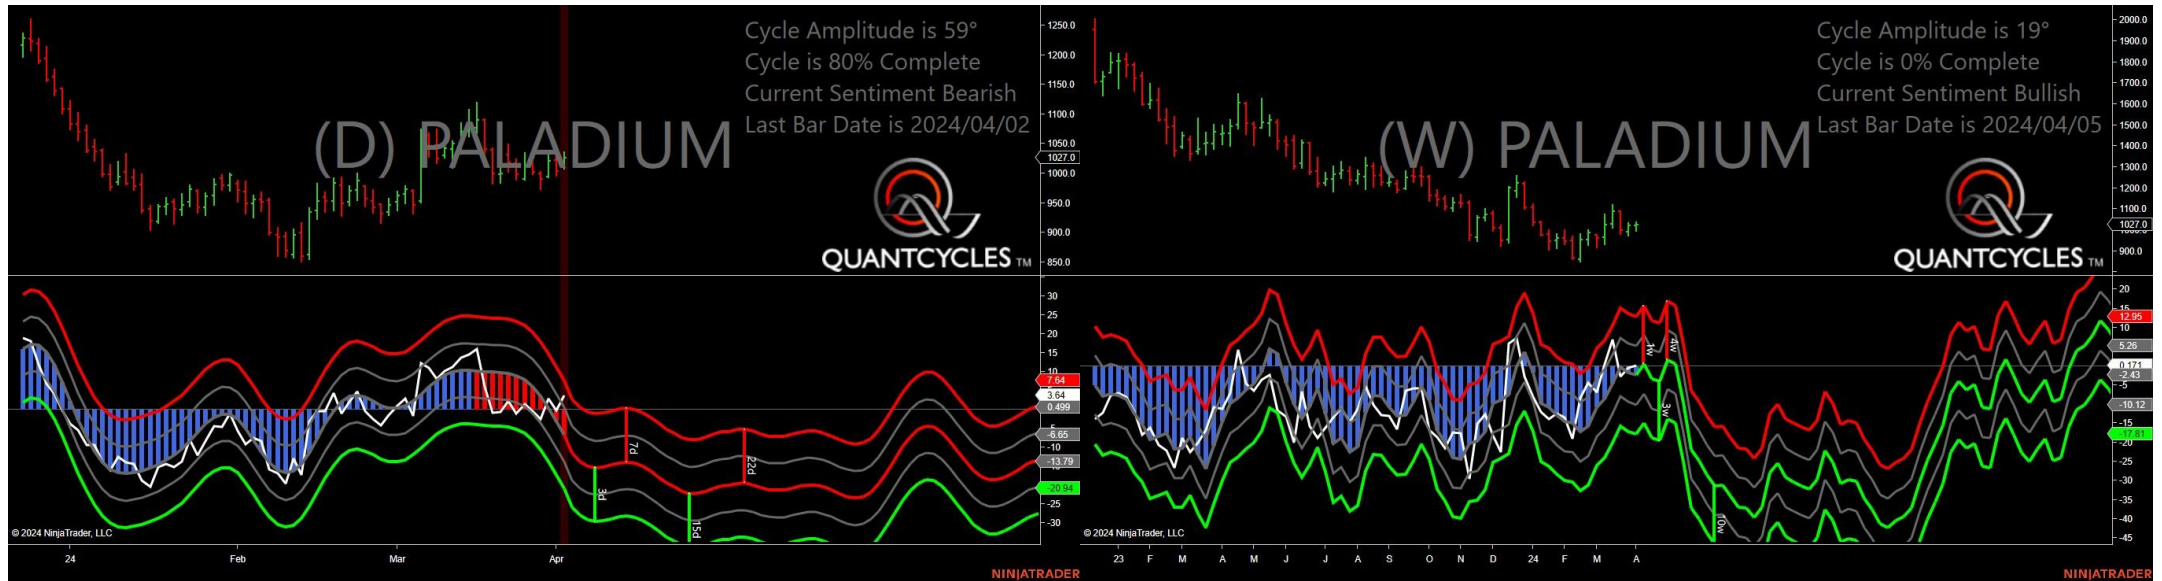 Cycle Amplitude is 59°
Cycle is 80% Complete
Current Sentiment Bearish
Last Bar Date is 2024/04/02
(D) PALADIUM
QUANTCYCLES TM
1250.0
1200.0
1150.0
1100.0
1050.0
1027.0
1000.0
950.0
900.0
850.0
30
25
20
15
10
7.64
3.64
0.499
-6.65
-10
-13.79
-20.94
-25
-30
3d
7d
15d
22d
© 2024 NinjaTrader, LLC
24
Feb
Mar
Apr
NINJATRADER
Cycle Amplitude is 19°
Cycle is 0% Complete
Current Sentiment Bullish
Last Bar Date is 2024/04/05
(W) PALADIUM
QUANTCYCLES TM
2000.0
1900.0
1800.0
1700.0
1600.0
1500.0
1400.0
1300.0
1200.0
1100.0
1027.0
900.0
20
15
12.95
10
5.26
0.171
-2.43
-5
-10.12
-15
-17.81
-20
-25
-30
-35
-40
-45
1w
4w
3w
10w
© 2024 NinjaTrader, LLC
23
F
M
A
M
J
J
A
S
O
N
D
24
F
M
A
NINJATRADER